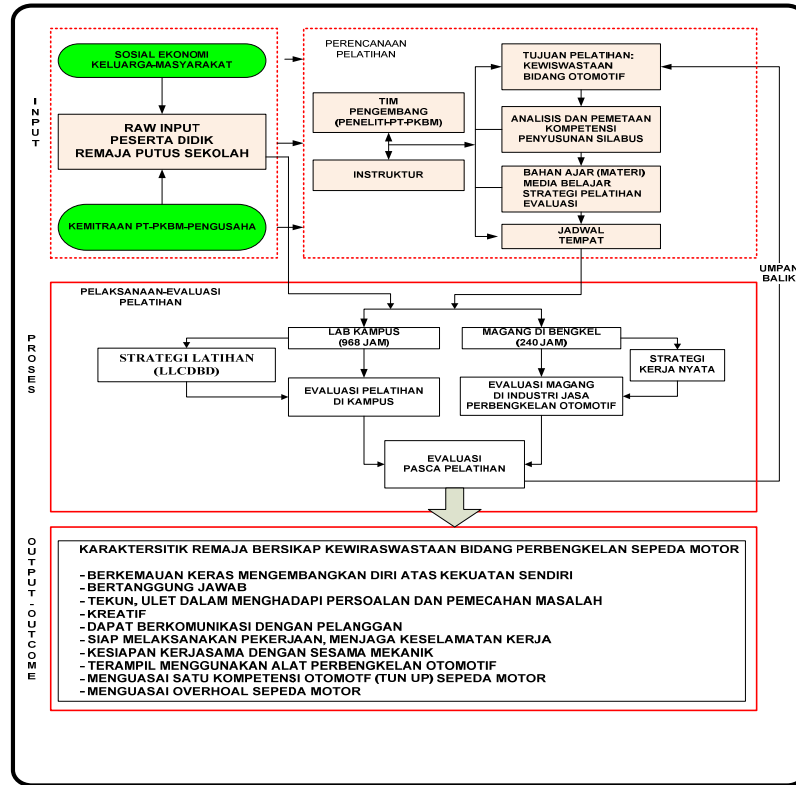 INPUT
SOSIAL EKONOMI
KELUARGA-MASYARAKAT
RAW INPUT
PESERTA DIDIK
REMAJA PUTUS SEKOLAH
KEMITRAAN PT-PKBM-PENGUSAHA
PERENCANAAN
PELATIHAN
TIM
PENGEMBANG
(PENELITI-PT-PKBM)
INSTRUKTUR
TUJUAN PELATIHAN:
KEWISWASTAAN
BIDANG OTOMOTIF
ANALISIS DAN PEMETAAN
KOMPETENSI
PENYUSUNAN SILABUS
BAHAN AJAR (MATERI)
MEDIA BELAJAR
STRATEGI PELATIHAN
EVALUASI
JADWAL
TEMPAT
UMPAN
BALIK
PROSES
PELAKSANAAN-EVALUASI
PELATIHAN
LAB KAMPUS
(968 JAM)
MAGANG DI BENGKEL
(240 JAM)
STRATEGI LATIHAN
(LLCDBD)
STRATEGI
KERJA NYATA
EVALUASI PELATIHAN
DI KAMPUS
EVALUASI MAGANG
DI INDUSTRI JASA
PERBENGKELAN OTOMOTIF
EVALUASI
PASCA PELATIHAN
OUTPUT-OUTCOME
KARAKTERSITIK REMAJA BERSIKAP KEWIRASWASTAAN BIDANG PERBENGKELAN SEPEDA MOTOR
- BERKEMAUAN KERAS MENGEMBANGKAN DIRI ATAS KEKUATAN SENDIRI
- BERTANGGUNG JAWAB
- TEKUN, ULET DALAM MENGHADAPI PERSOALAN DAN PEMECAHAN MASALAH
- KREATIF
- DAPAT BERKOMUNIKASI DENGAN PELANGGAN
- SIAP MELAKSANAKAN PEKERJAAN, MENJAGA KESELAMATAN KERJA
- KESIAPAN KERJASAMA DENGAN SESAMA MEKANIK
- TERAMPIL MENGGUNAKAN ALAT PERBENGKELAN OTOMOTIF
- MENGUASAI SATU KOMPETENSI OTOMOTF (TUN UP) SEPEDA MOTOR
- MENGUASAI OVERHOAL SEPEDA MOTOR